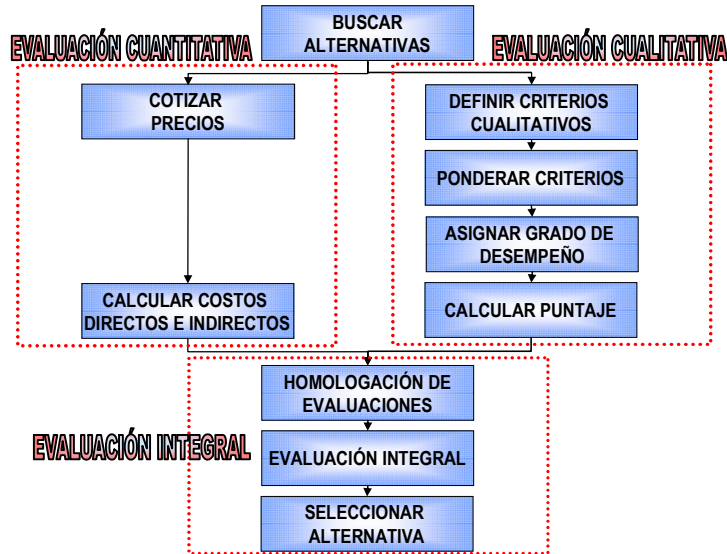 BUSCAR
ALTERNATIVAS
EVALUACIÓN CUANTITATIVA
COTIZAR
PRECIOS
CALCULAR COSTOS
DIRECTOS E INDIRECTOS
EVALUACIÓN CUALITATIVA
DEFINIR CRITERIOS
CUALITATIVOS
PONDERAR CRITERIOS
ASIGNAR GRADO DE
DESEMPEÑO
CALCULAR PUNTAJE
EVALUACIÓN INTEGRAL
HOMOLOGACIÓN DE
EVALUACIONES
EVALUACIÓN INTEGRAL
SELECCIONAR
ALTERNATIVA